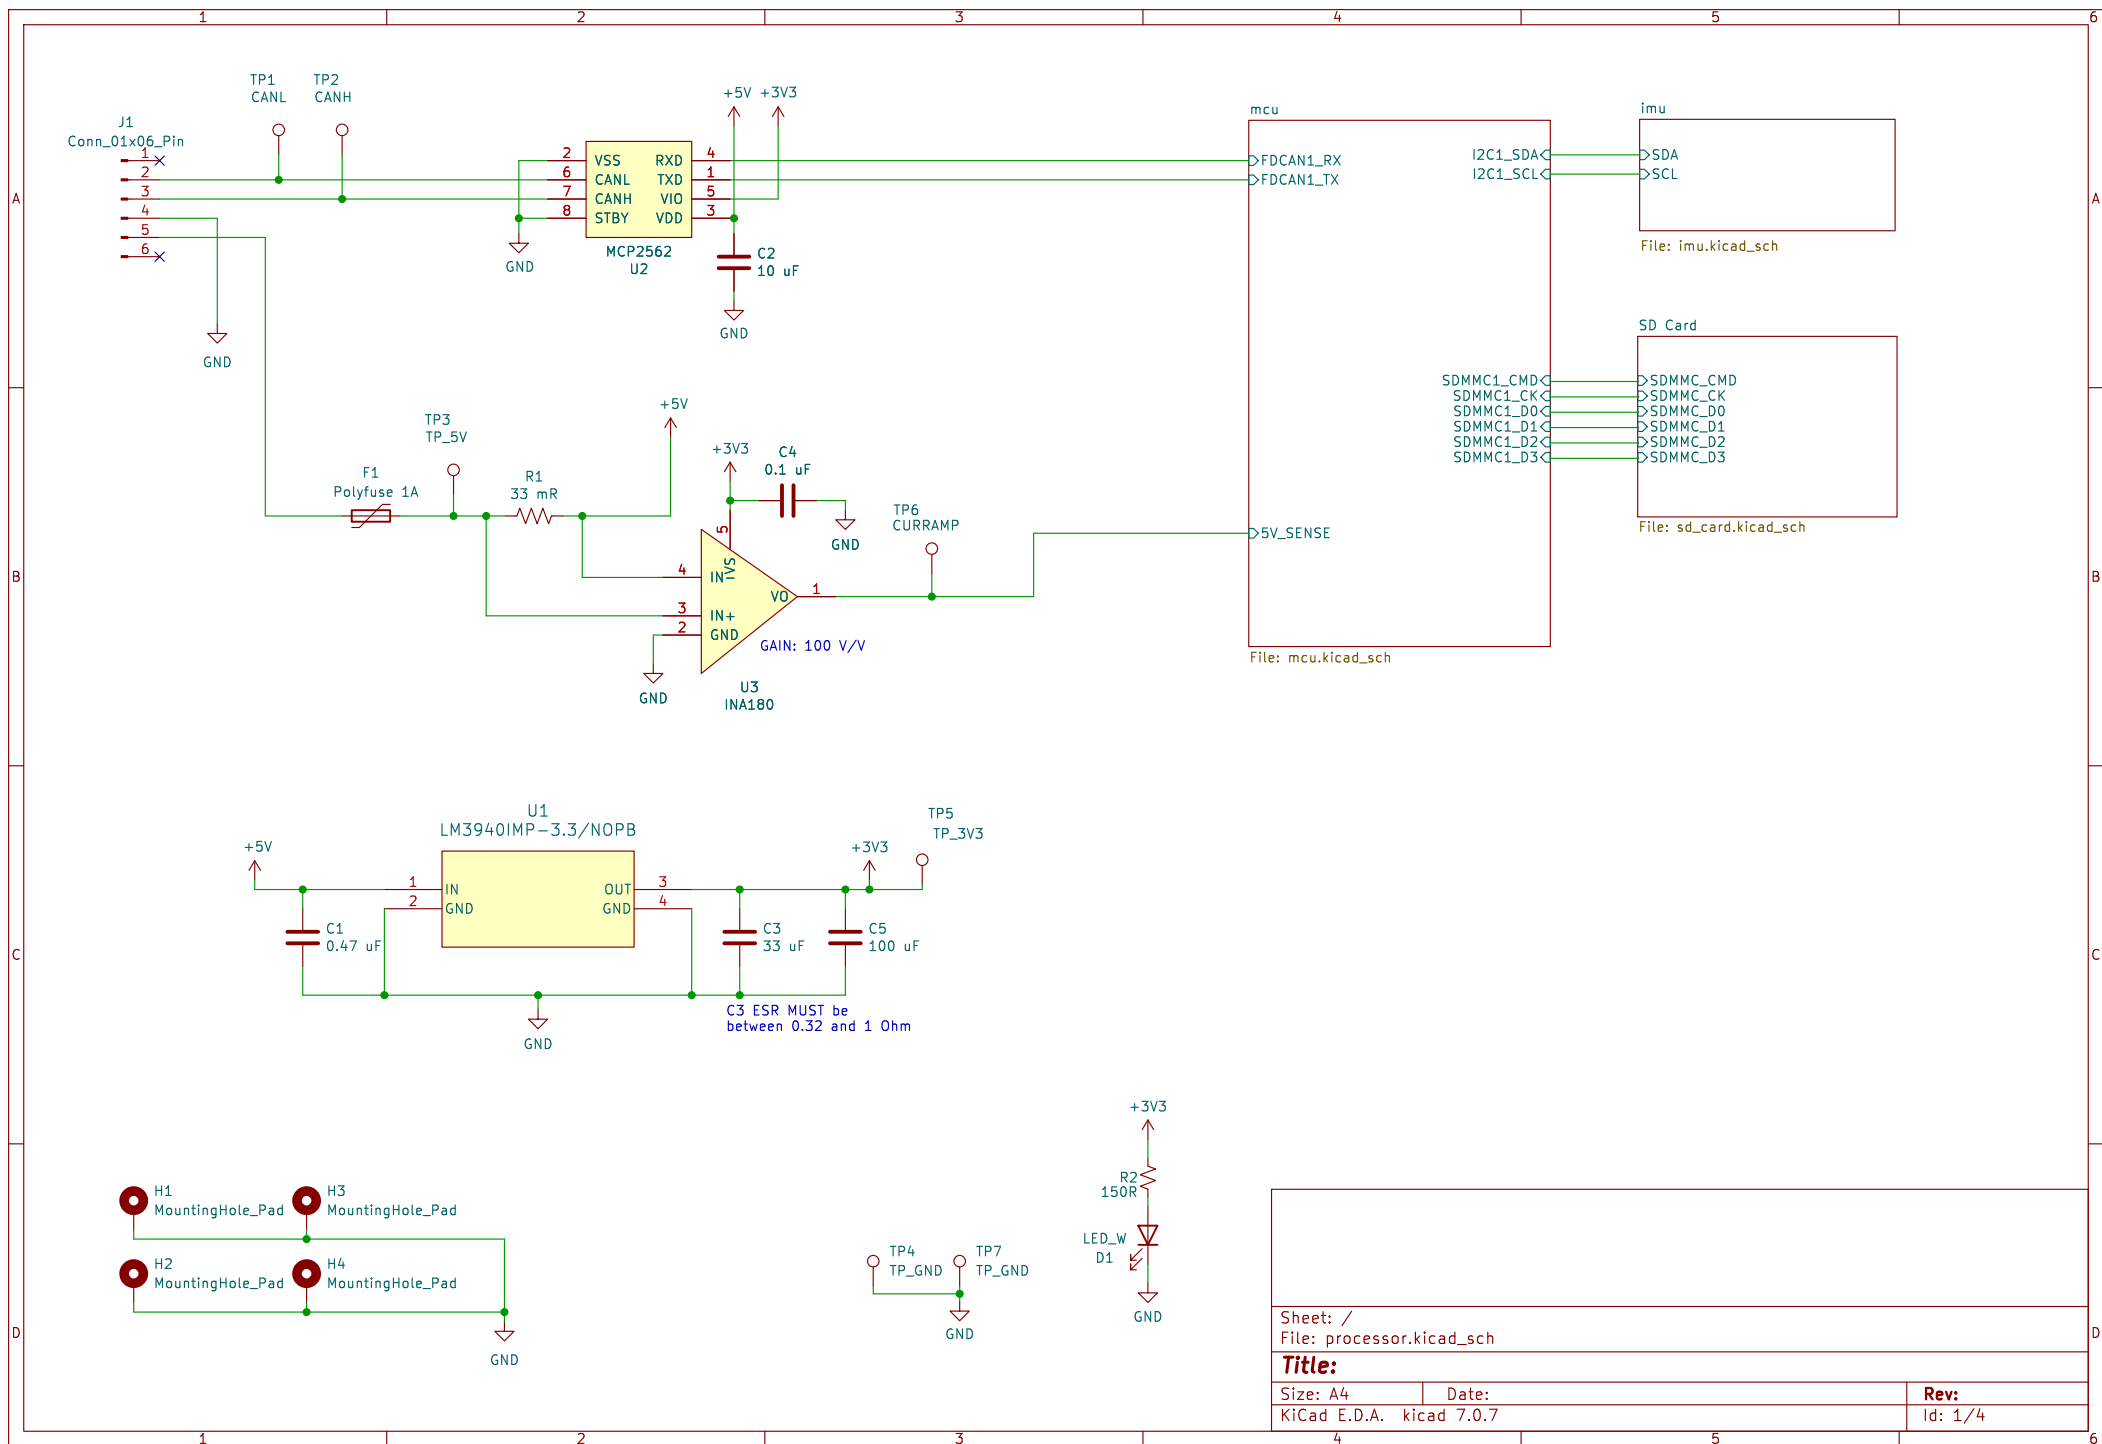 1 2 3 4 5 6
A
B
C
D
A
B
C
D
1 2 3 4 5 6
TP1
CANL
TP2
CANH
J1
Conn_01x06_Pin
1
2
3
4
5
6
GND
+5V +3V3
2 VSS RXD 4
6 CANL TXD 1
7 CANH VIO 5
8 STBY VDD 3
MCP2562
U2
GND
C2
10 uF
GND
mcu
FDCAN1_RX
FDCAN1_TX
I2C1_SDA
I2C1_SCL
SDMMC1_CMD
SDMMC1_CK
SDMMC1_D0
SDMMC1_D1
SDMMC1_D2
SDMMC1_D3
5V_SENSE
File: mcu.kicad_sch
imu
SDA
SCL
File: imu.kicad_sch
SD Card
SDMMC_CMD
SDMMC_CK
SDMMC_D0
SDMMC_D1
SDMMC_D2
SDMMC_D3
File: sd_card.kicad_sch
F1
Polyfuse 1A
TP3
TP_5V
R1
33 mR
+5V
+3V3
C4
0.1 uF
GND
5
VS
4 IN-
3 IN+
2 GND
VO 1
GAIN: 100 V/V
U3
INA180
GND
TP6
CURRAMP
U1
LM3940IMP-3.3/NOPB
+5V
1 IN
2 GND
OUT 3
GND 4
C1
0.47 uF
C3
33 uF
C5
100 uF
+3V3
TP5
TP_3V3
GND
C3 ESR MUST be
between 0.32 and 1 Ohm
H1
MountingHole_Pad
H3
MountingHole_Pad
H2
MountingHole_Pad
H4
MountingHole_Pad
GND
TP4
TP_GND
TP7
TP_GND
GND
+3V3
R2
150R
LED_W
D1
GND
Sheet: /
File: processor.kicad_sch
Title:
Size: A4 Date: Rev:
KiCad E.D.A. kicad 7.0.7 Id: 1/4